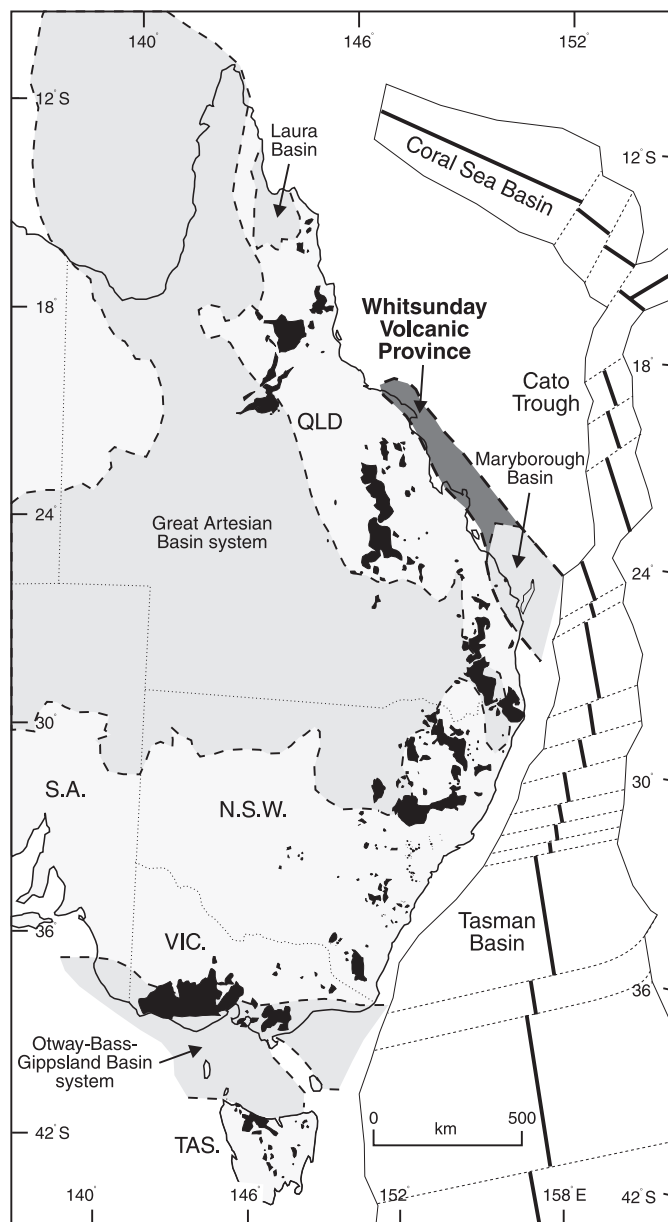 140°
146°
152°
12° S
Laura
Basin
Coral Sea Basin
12° S
18°
Whitsunday
Volcanic
Province
18°
Cato
Trough
QLD
Maryborough
Basin
24°
Great Artesian
Basin system
24°
30°
30°
S.A.
N.S.W.
Tasman
Basin
36°
VIC.
36°
Otway-Bass-
Gippsland Basin
system
0
500
km
42° S
TAS.
42° S
140°
146°
152°
158° E